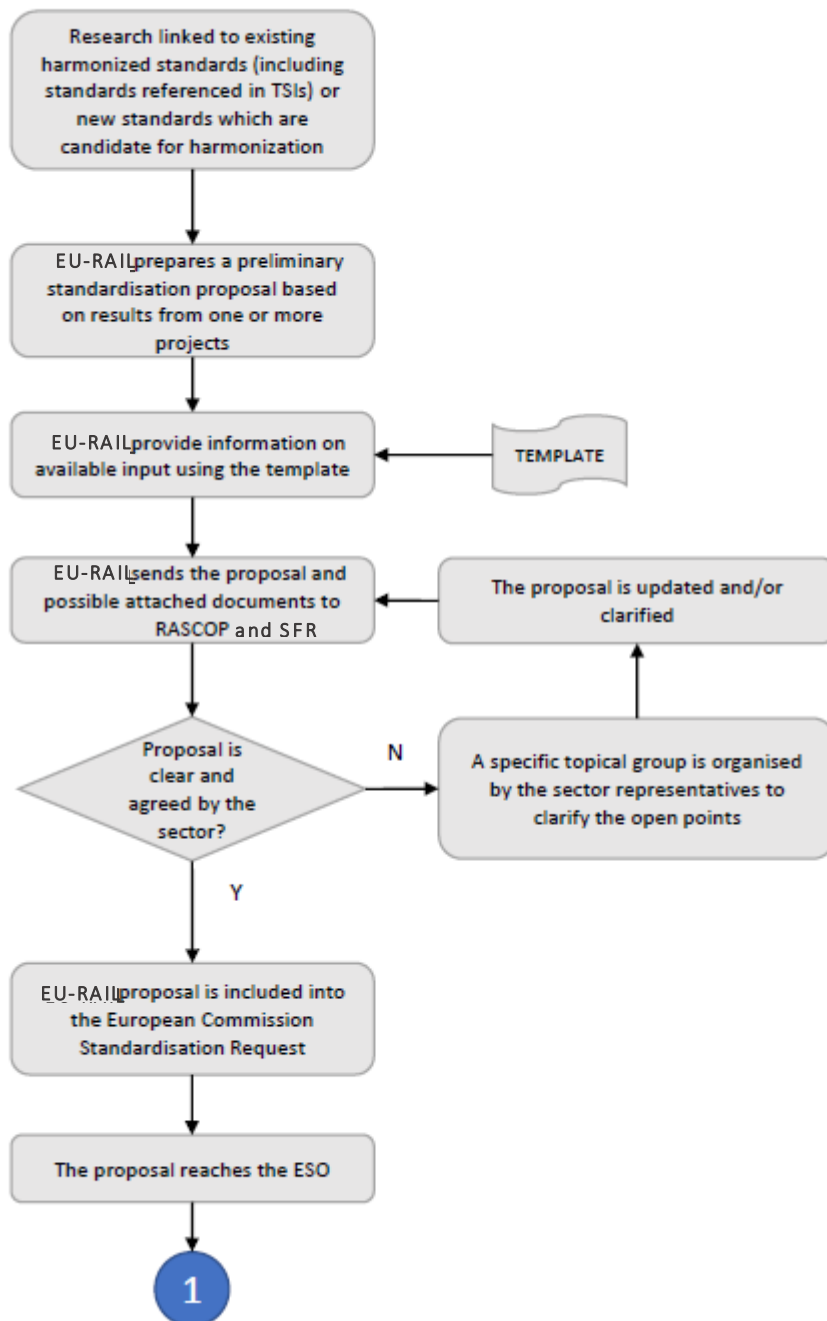 Research linked to existing
harmonized standards (including
standards referenced in TSIs) or
new standards which are
candidate for harmonization
EU-RAIL prepares a preliminary
standardisation proposal based
on results from one or more
projects
EU-RAIL provide information on
available input using the template
TEMPLATE
EU-RAIL sends the proposal and
possible attached documents to
RASCOP and SFR
The proposal is updated and/or
clarified
Proposal is
clear and
agreed by the
sector?
N
A specific topical group is organised
by the sector representatives to
clarify the open points
Y
EU-RAIL proposal is included into
the European Commission
Standardisation Request
The proposal reaches the ESO
1